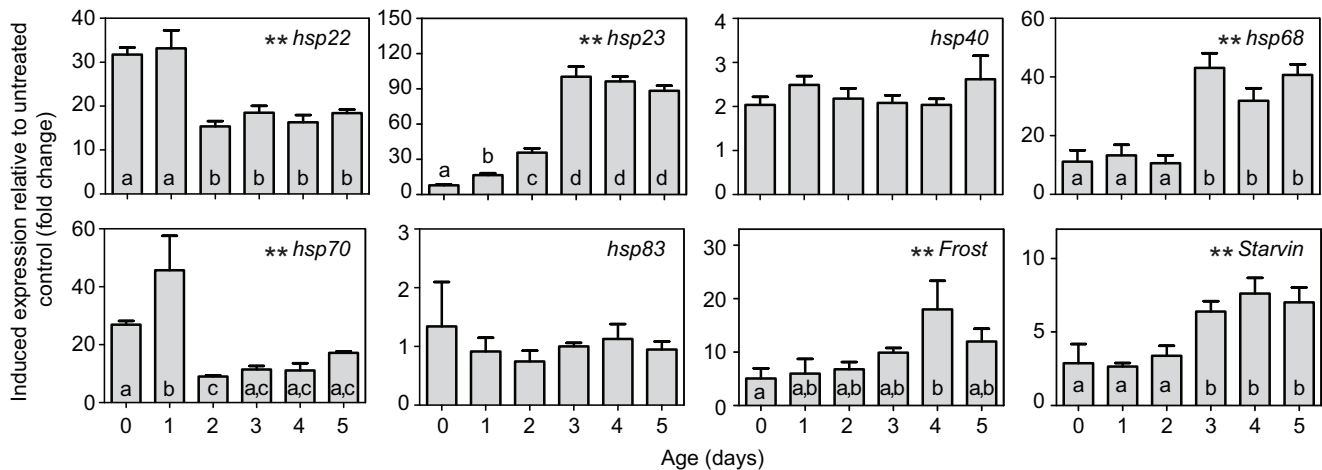 Induced expression relative to untreated
control (fold change)
40
30
20
10
0
** hsp22
a a b b b b
150
120
90
60
30
0
** hsp23
a b c d d d
4
3
2
1
0
hsp40
60
40
20
0
** hsp68
a a a b b b
60
40
20
0
** hsp70
a b c a,c a,c a,c
0 1 2 3 4 5
3
2
1
0
hsp83
0 1 2 3 4 5
30
20
10
0
** Frost
a a,b a,b a,b b a,b
0 1 2 3 4 5
10
5
0
** Starvin
a a a b b b
0 1 2 3 4 5
Age (days)